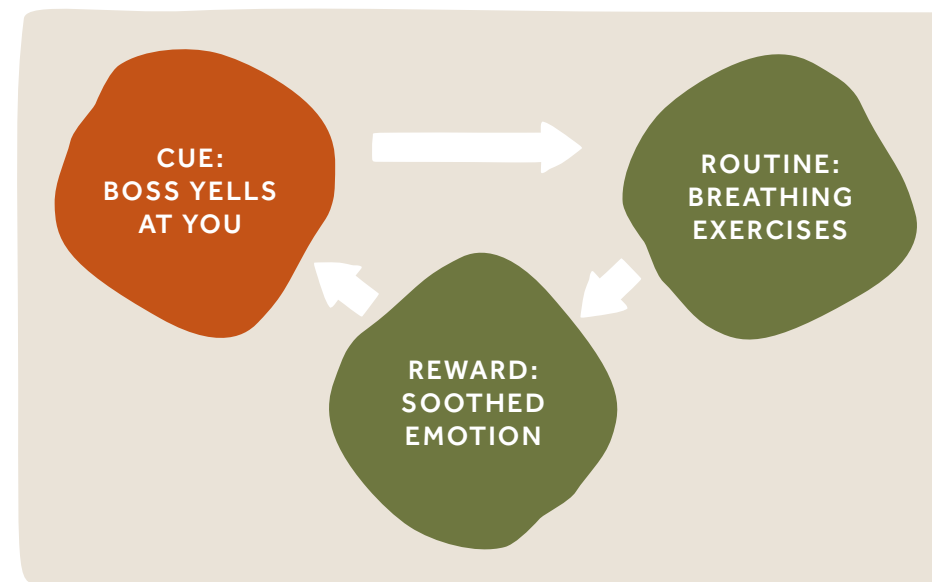 CUE:
BOSS YELLS
AT YOU
ROUTINE:
BREATHING
EXERCISES
REWARD:
SOOTHED
EMOTION